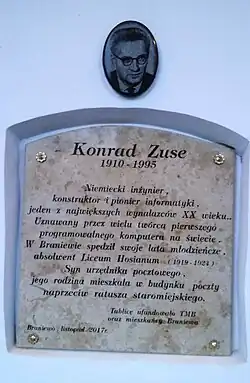 Konrad Zuse
1910 - 1995
Niemiecki inżynier,
konstruktor i pionier informatyki,
jeden z największych wynalazców XX wieku..
Uznawany przez wielu twórcą pierwszego
programowalnego komputera na świecie.
W Braniewie spędził swoje lata młodzieńcze,
absolwent Liceum Hosianum - (1919 - 1924)
Syn urzędnika pocztowego,
jego rodzina mieszkała w budynku poczty
naprzeciw ratusza staromiejskiego.
Tablicę ufundowało TMB
oraz mieszkańcy Braniewa
Braniewo, listopad 2017r.